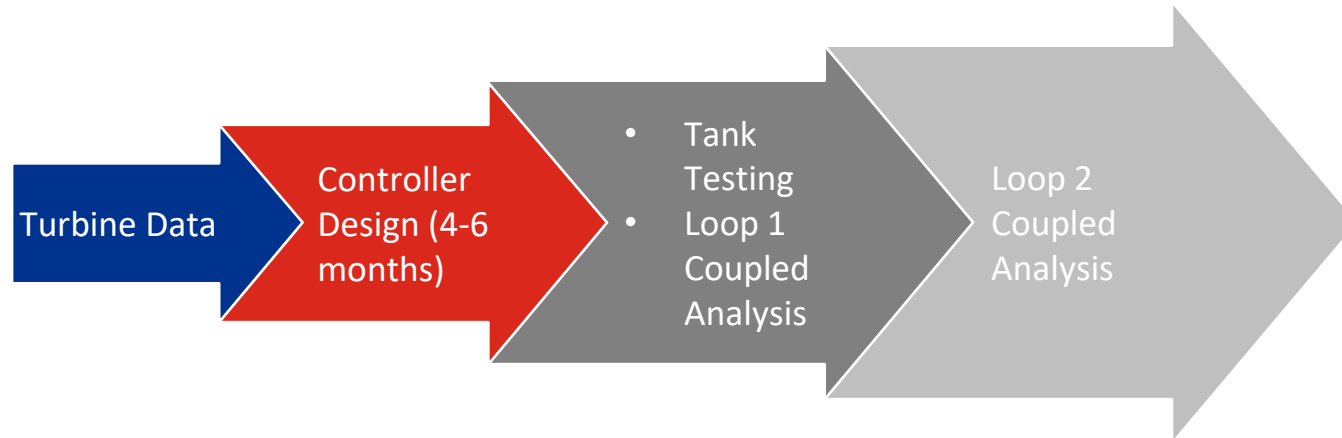 Turbine Data
Controller
Design (4-6
months)
• Tank
Testing
• Loop 1
Coupled
Analysis
Loop 2
Coupled
Analysis